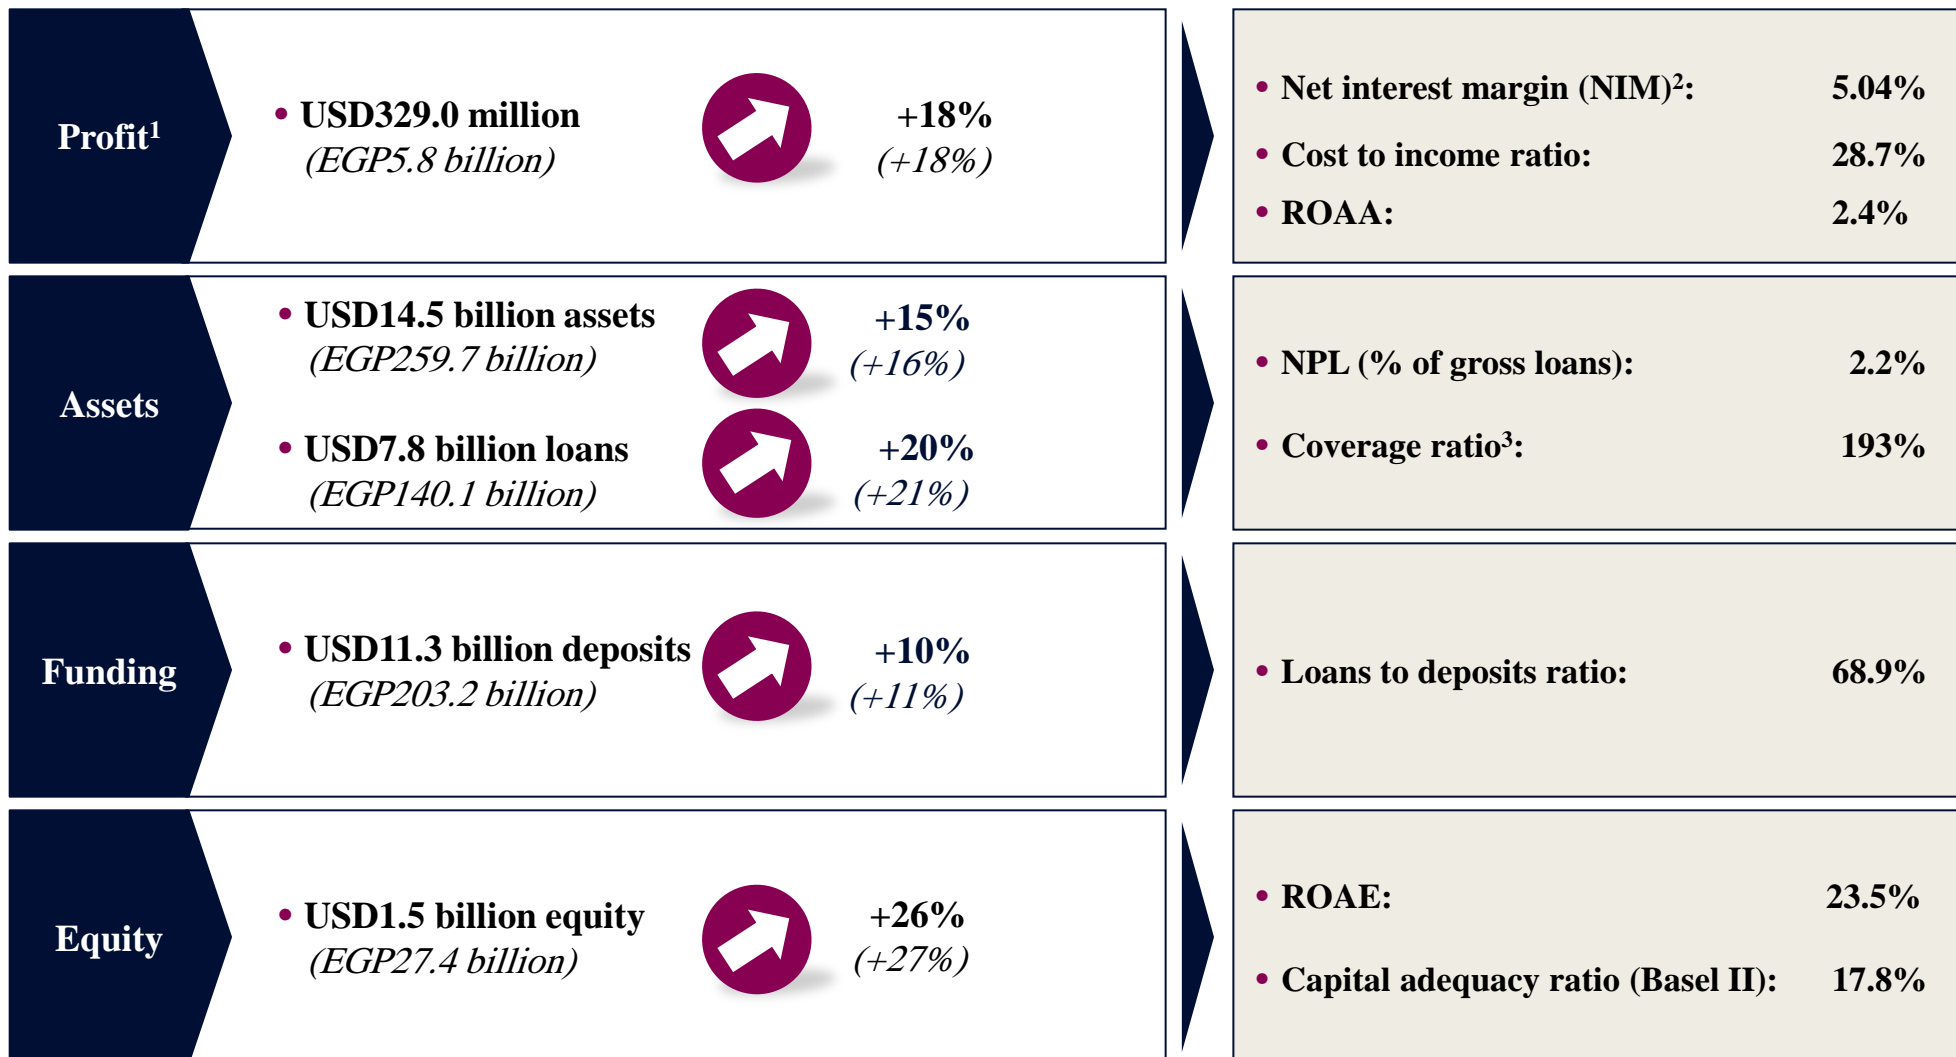 Profit¹
• USD329.0 million
(EGP5.8 billion)
+18%
(+18%)
• Net interest margin (NIM)²: 5.04%
• Cost to income ratio: 28.7%
• ROAA: 2.4%
Assets
• USD14.5 billion assets
(EGP259.7 billion)
+15%
(+16%)
• USD7.8 billion loans
(EGP140.1 billion)
+20%
(+21%)
• NPL (% of gross loans): 2.2%
• Coverage ratio³: 193%
Funding
• USD11.3 billion deposits
(EGP203.2 billion)
+10%
(+11%)
• Loans to deposits ratio: 68.9%
Equity
• USD1.5 billion equity
(EGP27.4 billion)
+26%
(+27%)
• ROAE: 23.5%
• Capital adequacy ratio (Basel II): 17.8%